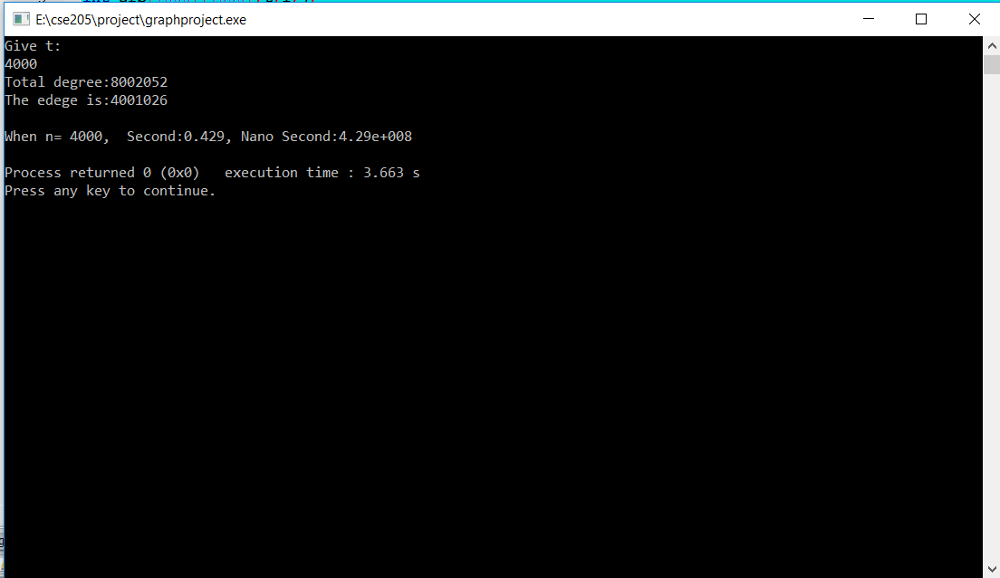 E:\cse205\project\graphproject.exe
Give t:
4000
Total degree:8002052
The edege is:4001026
When n= 4000,  Second:0.429, Nano Second:4.29e+008
Process returned 0 (0x0)   execution time : 3.663 s
Press any key to continue.